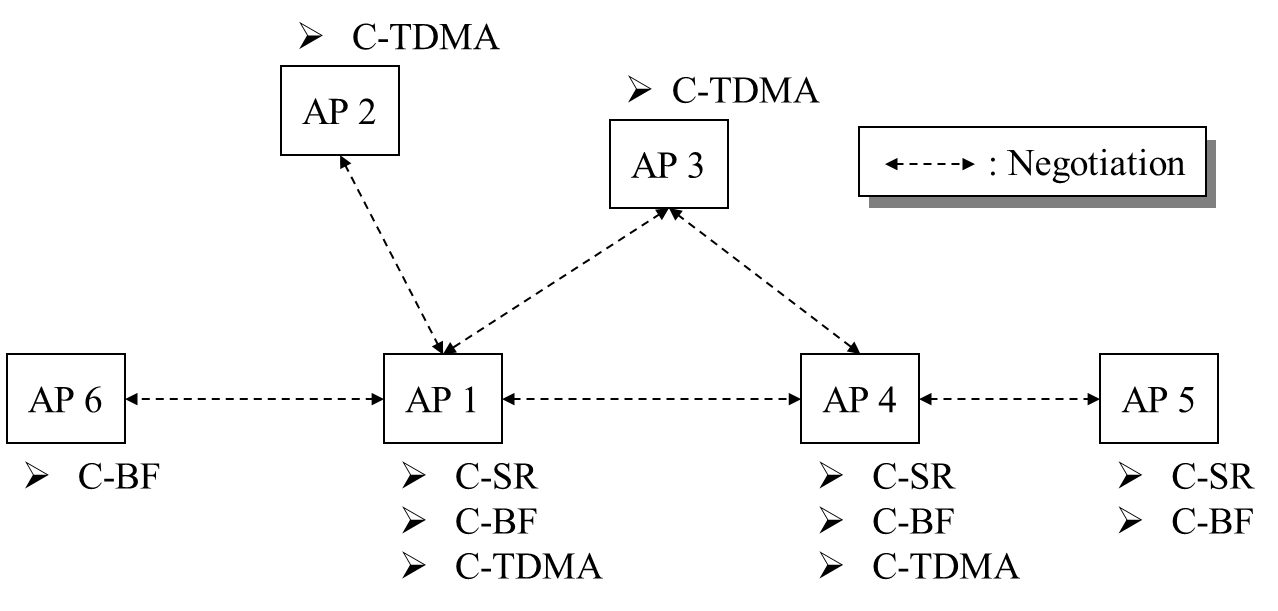 C-TDMA
AP 2
C-TDMA
AP 3
: Negotiation
AP 6
AP 1
AP 4
AP 5
C-BF
C-SR
C-BF
C-TDMA
C-SR
C-BF
C-TDMA
C-SR
C-BF